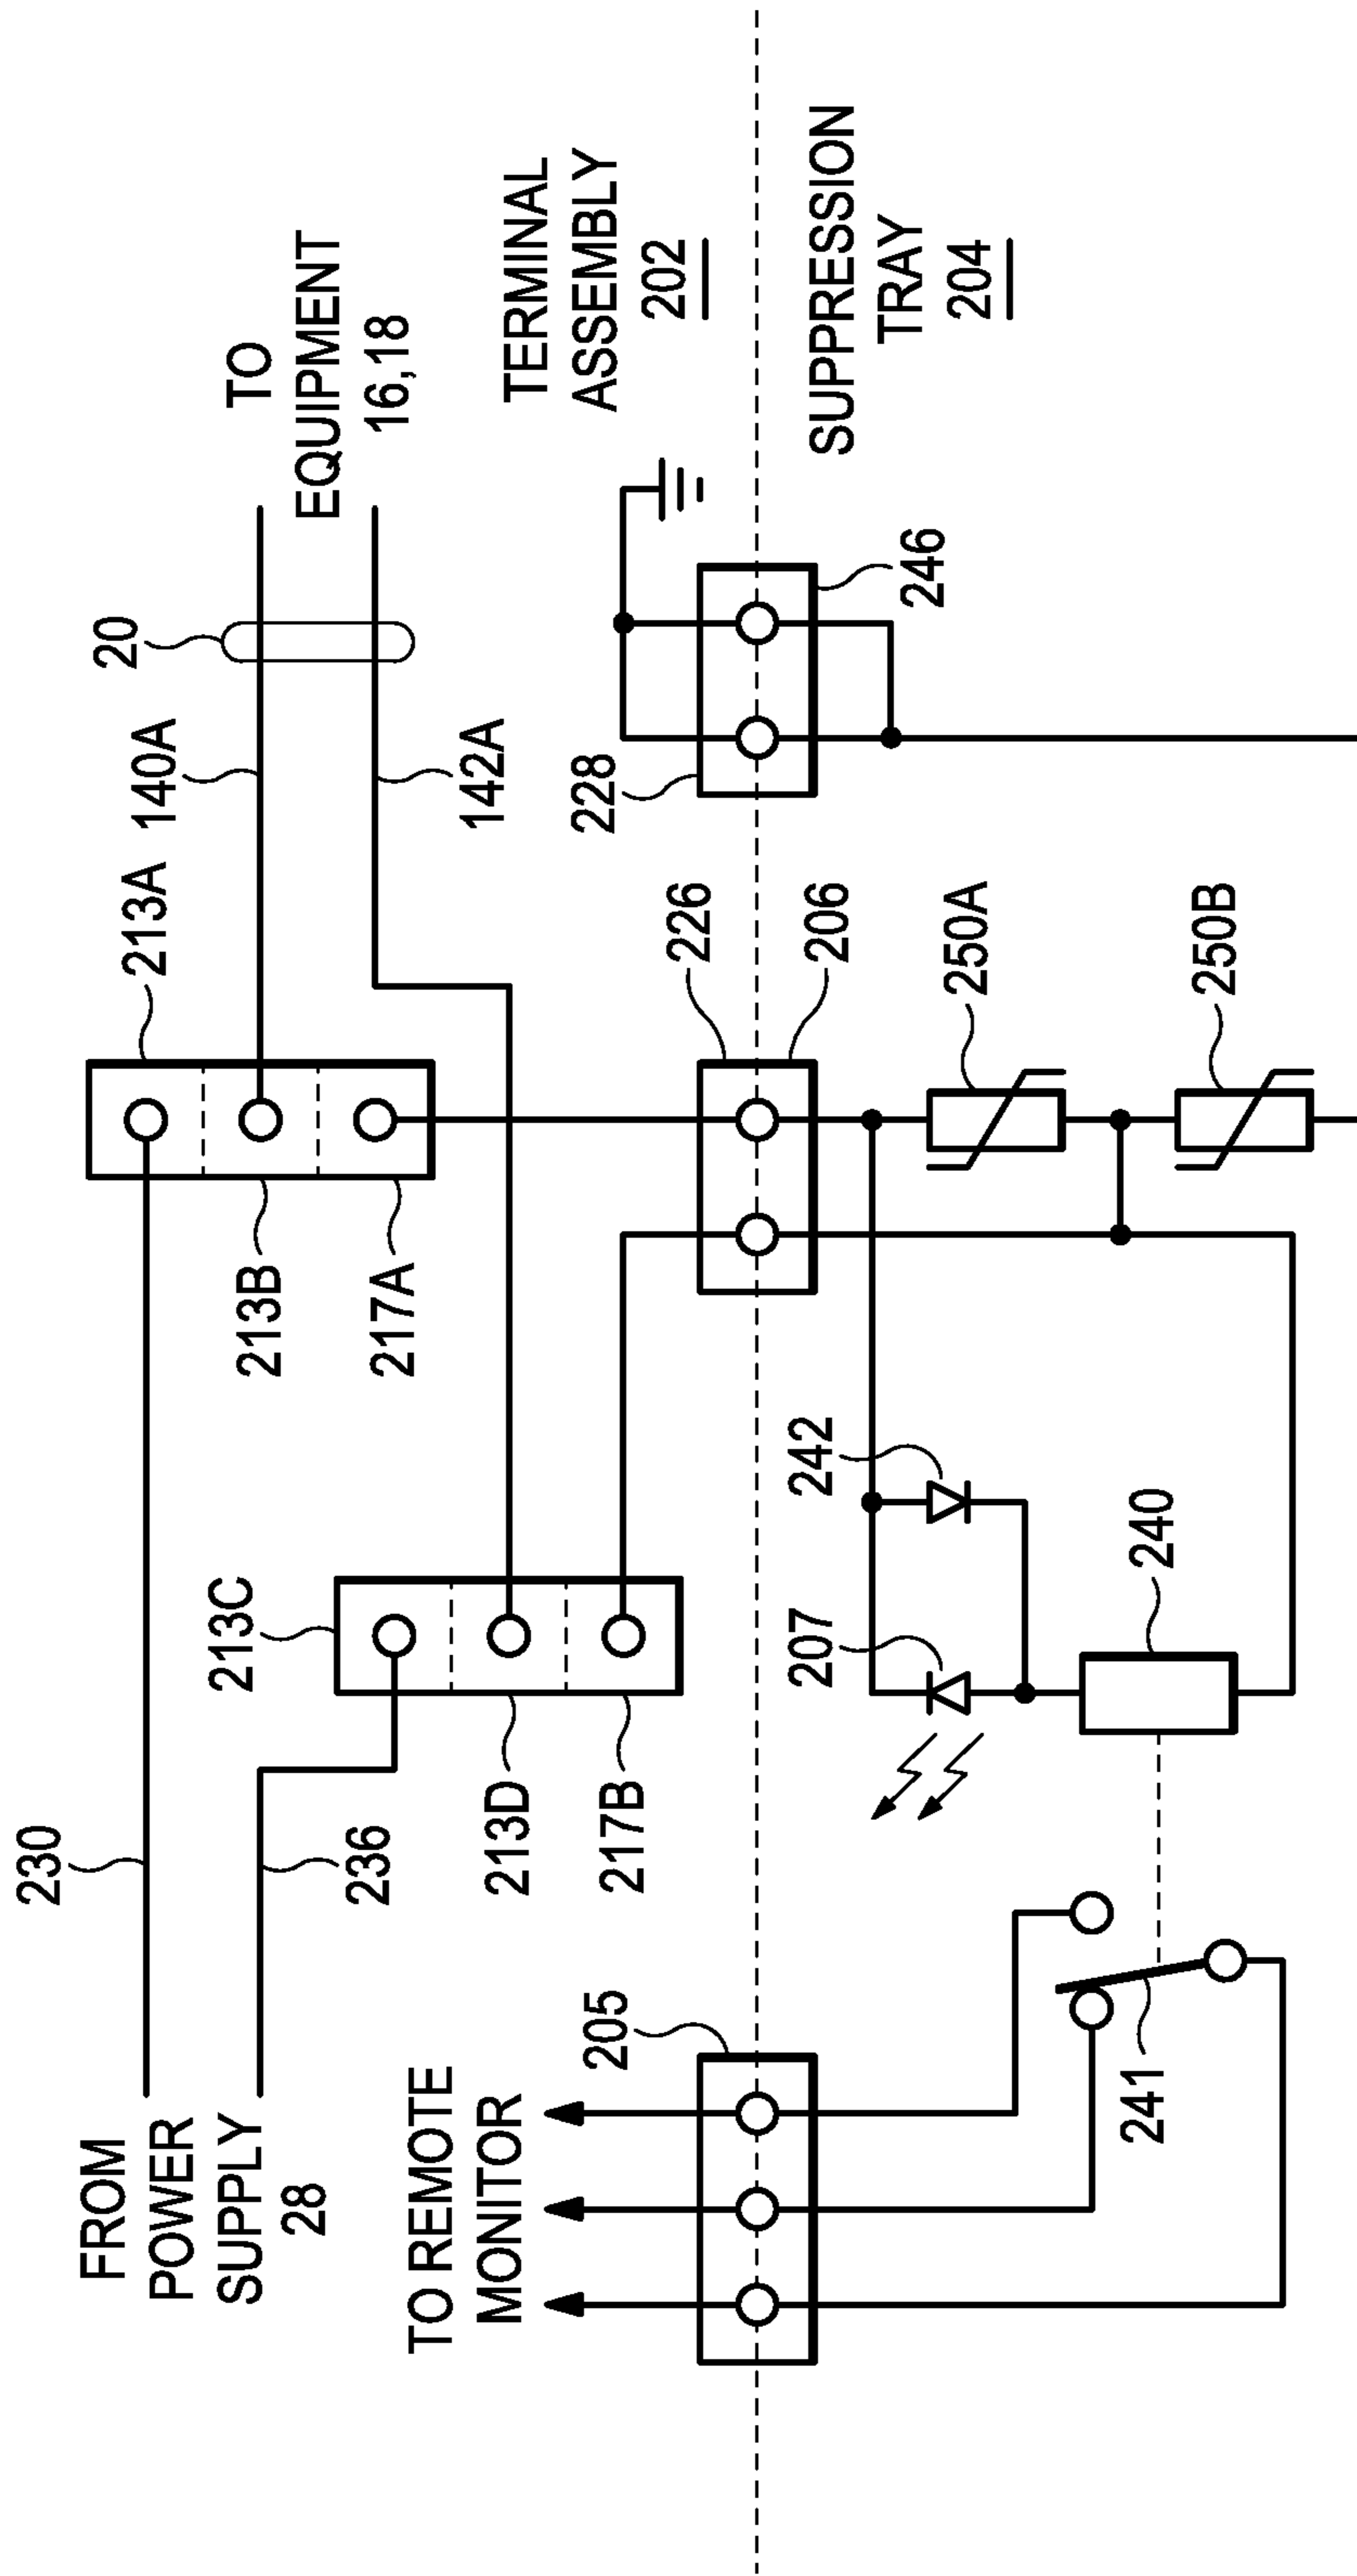 FROM
POWER
SUPPLY
28
230
236
213A
213B
217A
140A
142A
20
TO
EQUIPMENT
16,18
213C
213D
217B
TERMINAL
ASSEMBLY
202
TO REMOTE
MONITOR
205
226
206
228
246
SUPPRESSION
TRAY
204
207
242
250A
250B
240
241